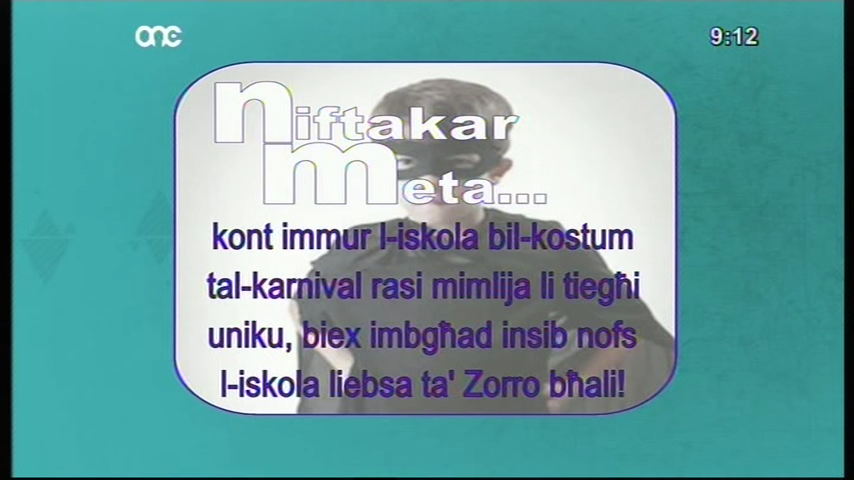 one
9:12
niftakar
meta...
kont immur l-iskola bil-kostum
tal-karnival rasi mimlija li tiegħi
uniku, biex imbgħad insib nofs
l-iskola liebsa ta' Zorro bħali!